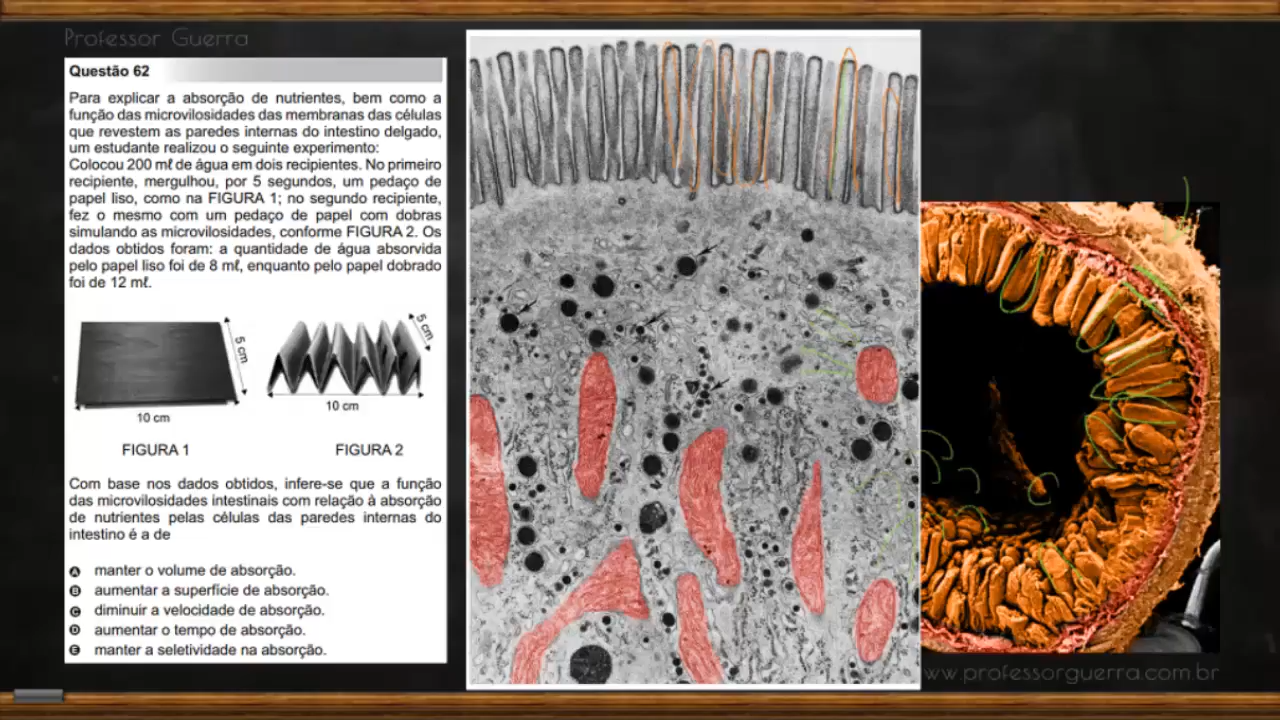 Professor Guerra
Questão 62
Para explicar a absorção de nutrientes, bem como a
função das microvilosidades das membranas das células
que revestem as paredes internas do intestino delgado,
um estudante realizou o seguinte experimento:
Colocou 200 mℓ de água em dois recipientes. No primeiro
recipiente, mergulhou, por 5 segundos, um pedaço de
papel liso, como na FIGURA 1; no segundo recipiente,
fez o mesmo com um pedaço de papel com dobras
simulando as microvilosidades, conforme FIGURA 2. Os
dados obtidos foram: a quantidade de água absorvida
pelo papel liso foi de 8 mℓ, enquanto pelo papel dobrado
foi de 12 mℓ.
5 cm
10 cm
5 cm
10 cm
FIGURA 1
FIGURA 2
Com base nos dados obtidos, infere-se que a função
das microvilosidades intestinais com relação à absorção
de nutrientes pelas células das paredes internas do
intestino é a de
A manter o volume de absorção.
B aumentar a superfície de absorção.
C diminuir a velocidade de absorção.
D aumentar o tempo de absorção.
E manter a seletividade na absorção.
www.professorguerra.com.br